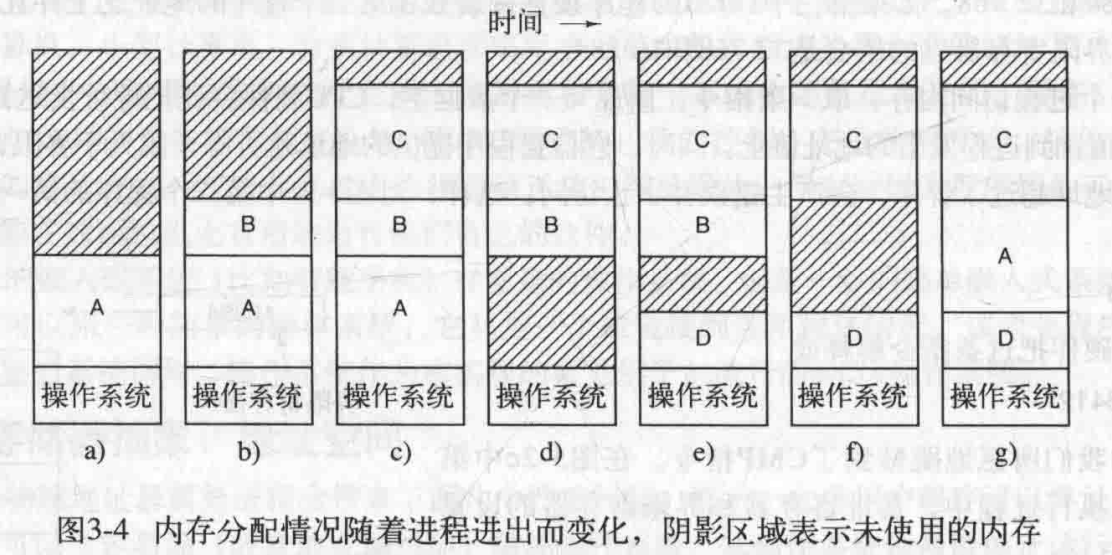 时间
C
C
C
C
C
B
B
B
B
A
A
A
A
D
D
D
操作系统
操作系统
操作系统
操作系统
操作系统
操作系统
操作系统
a)
b)
c)
d)
e)
f)
g)
图3-4 内存分配情况随着进程进出而变化，阴影区域表示未使用的内存